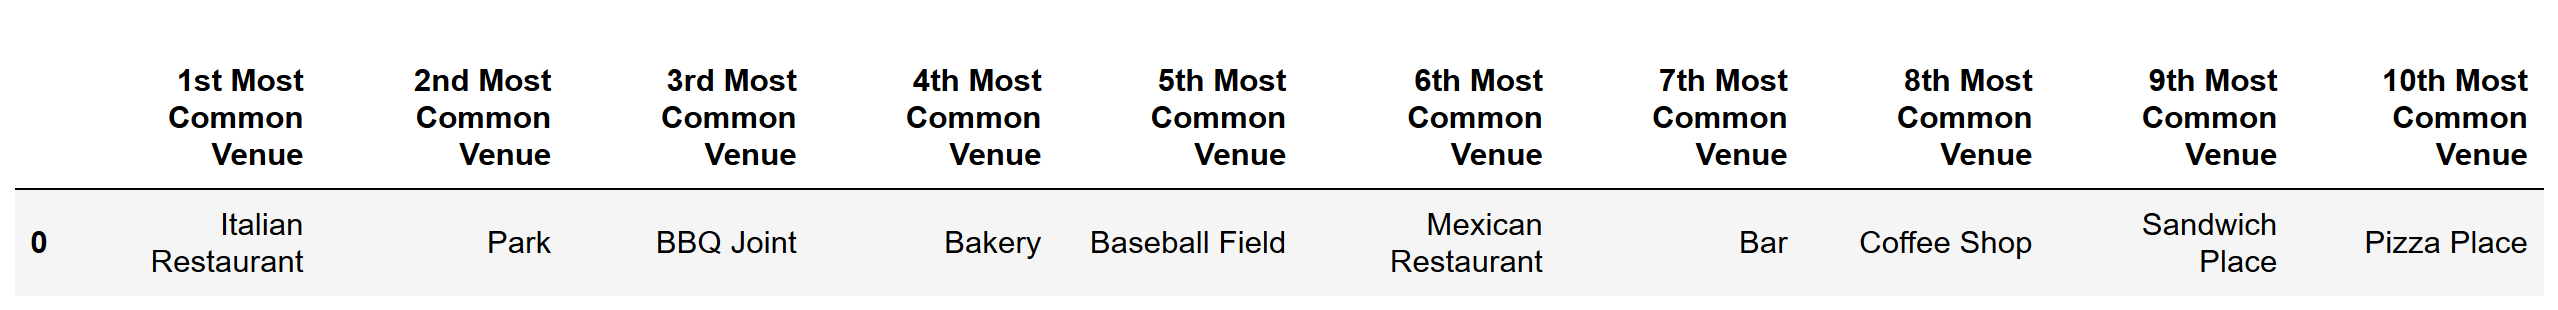 1st Most Common Venue 2nd Most Common Venue 3rd Most Common Venue 4th Most Common Venue 5th Most Common Venue 6th Most Common Venue 7th Most Common Venue 8th Most Common Venue 9th Most Common Venue 10th Most Common Venue
0 Italian Restaurant Park BBQ Joint Bakery Baseball Field Mexican Restaurant Bar Coffee Shop Sandwich Place Pizza Place